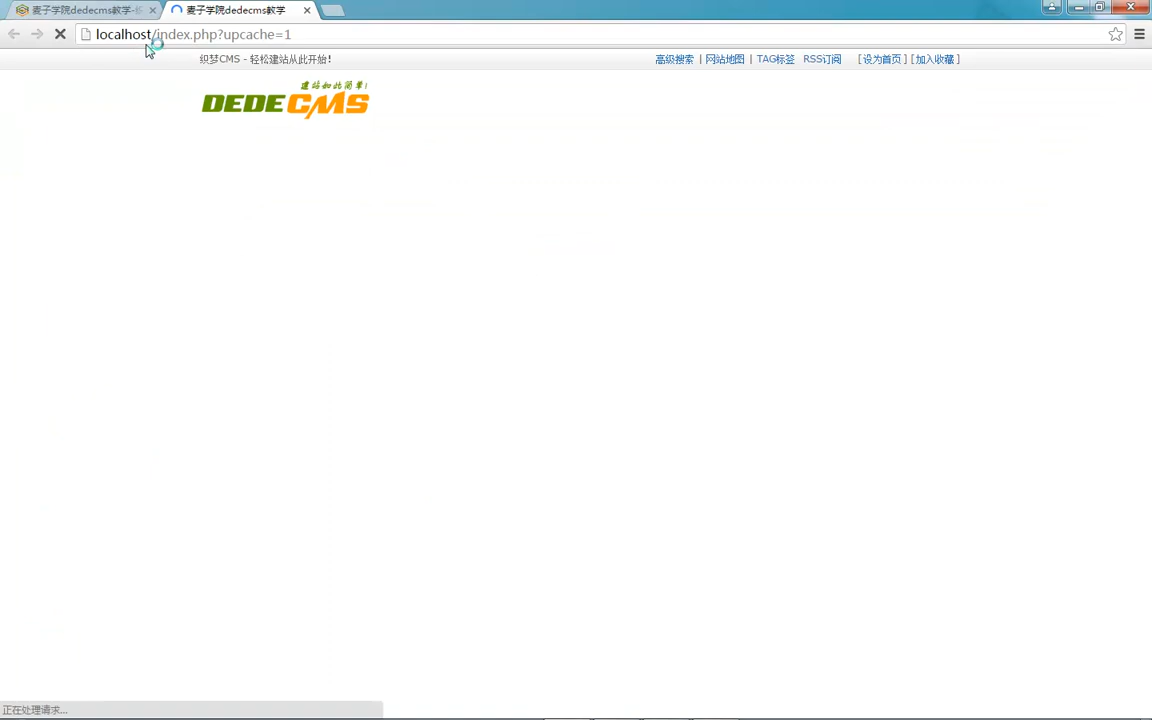 麦子学院dedecms教学-
麦子学院dedecms教学
localhost/index.php?upcache=1
织梦CMS - 轻松建站从此开始!
高级搜索 | 网站地图 | TAG标签 RSS订阅 [设为首页] [加入收藏]
建站如此简单!
DEDECMS
正在处理请求...